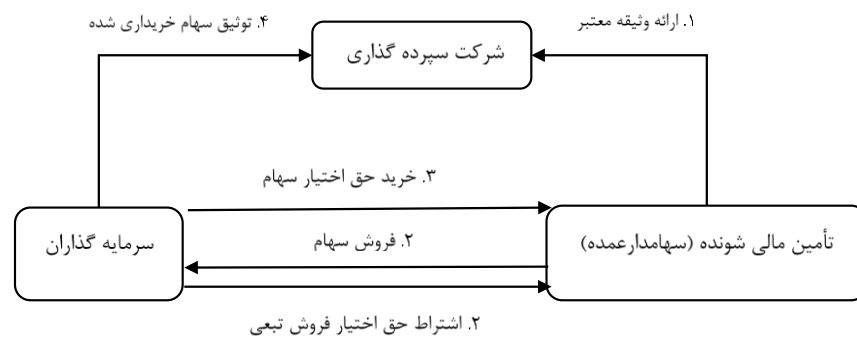 ۱. ارائه وثیقه معتبر
۴. توثیق سهام خریداری شده
شرکت سپرده گذاری
۳. خرید حق اختیار سهام
تأمین مالی شونده (سهامدارعمده)
۲. فروش سهام
سرمایه گذاران
۲. اشتراط حق اختیار فروش تبعی